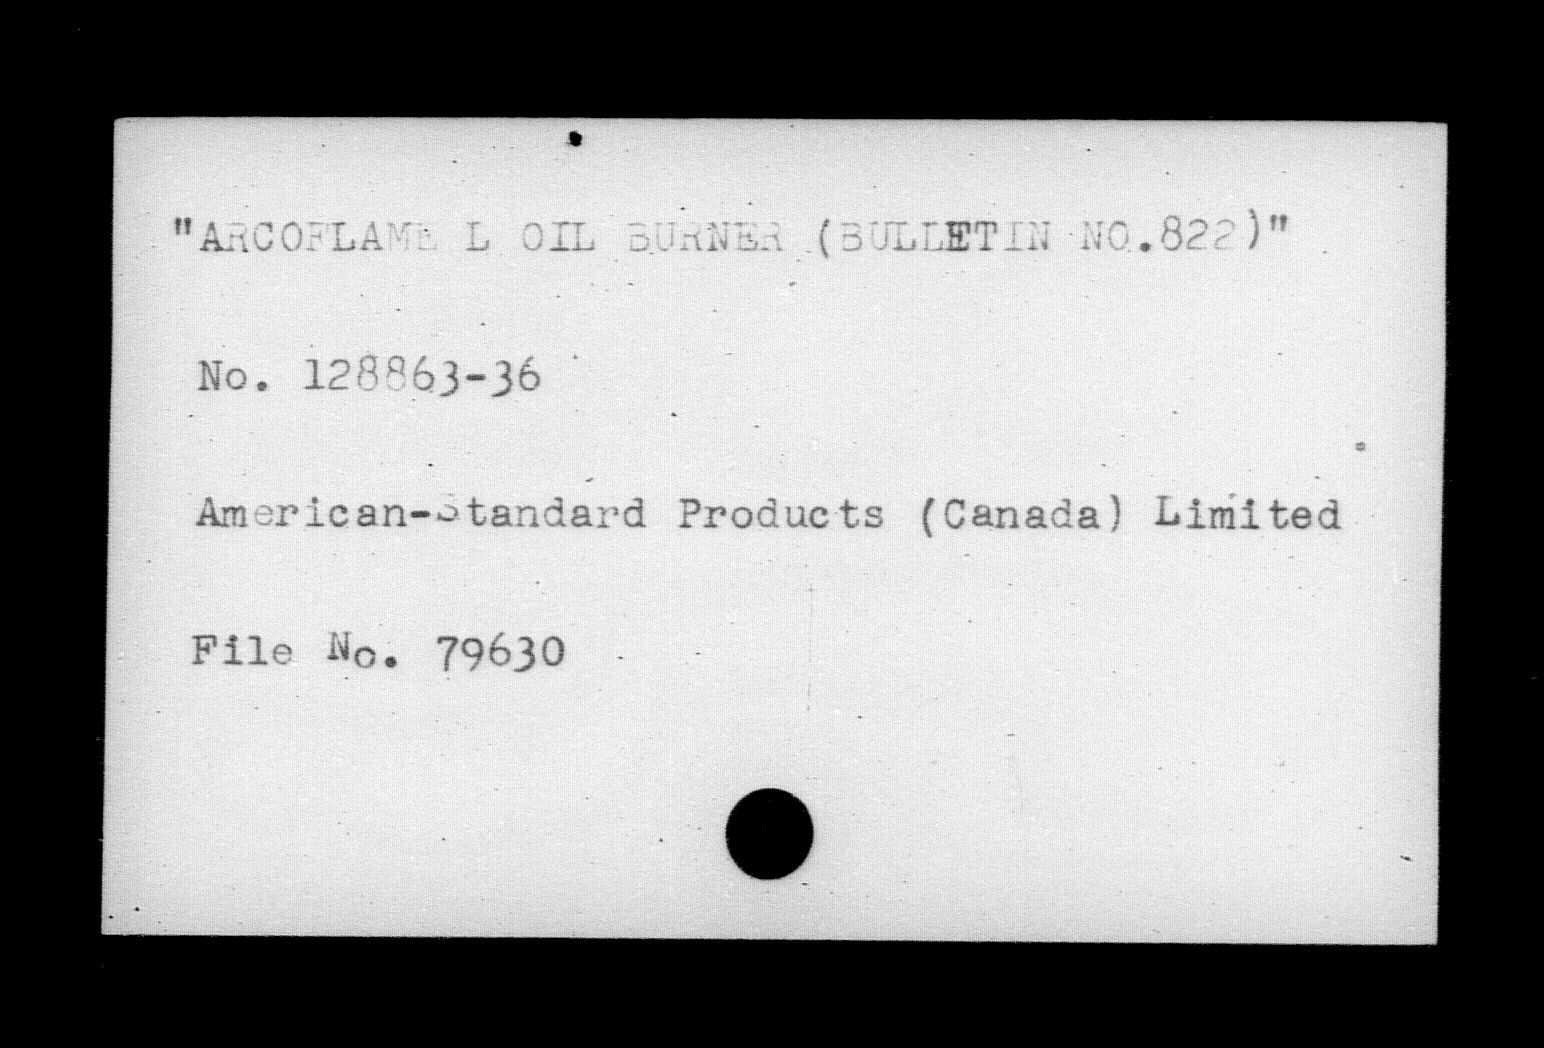 "ARCOFLAME L OIL BURNER (BULLETIN NO.822)"
No. 128863-36
American-Standard Products (Canada) Limited
File No. 79630